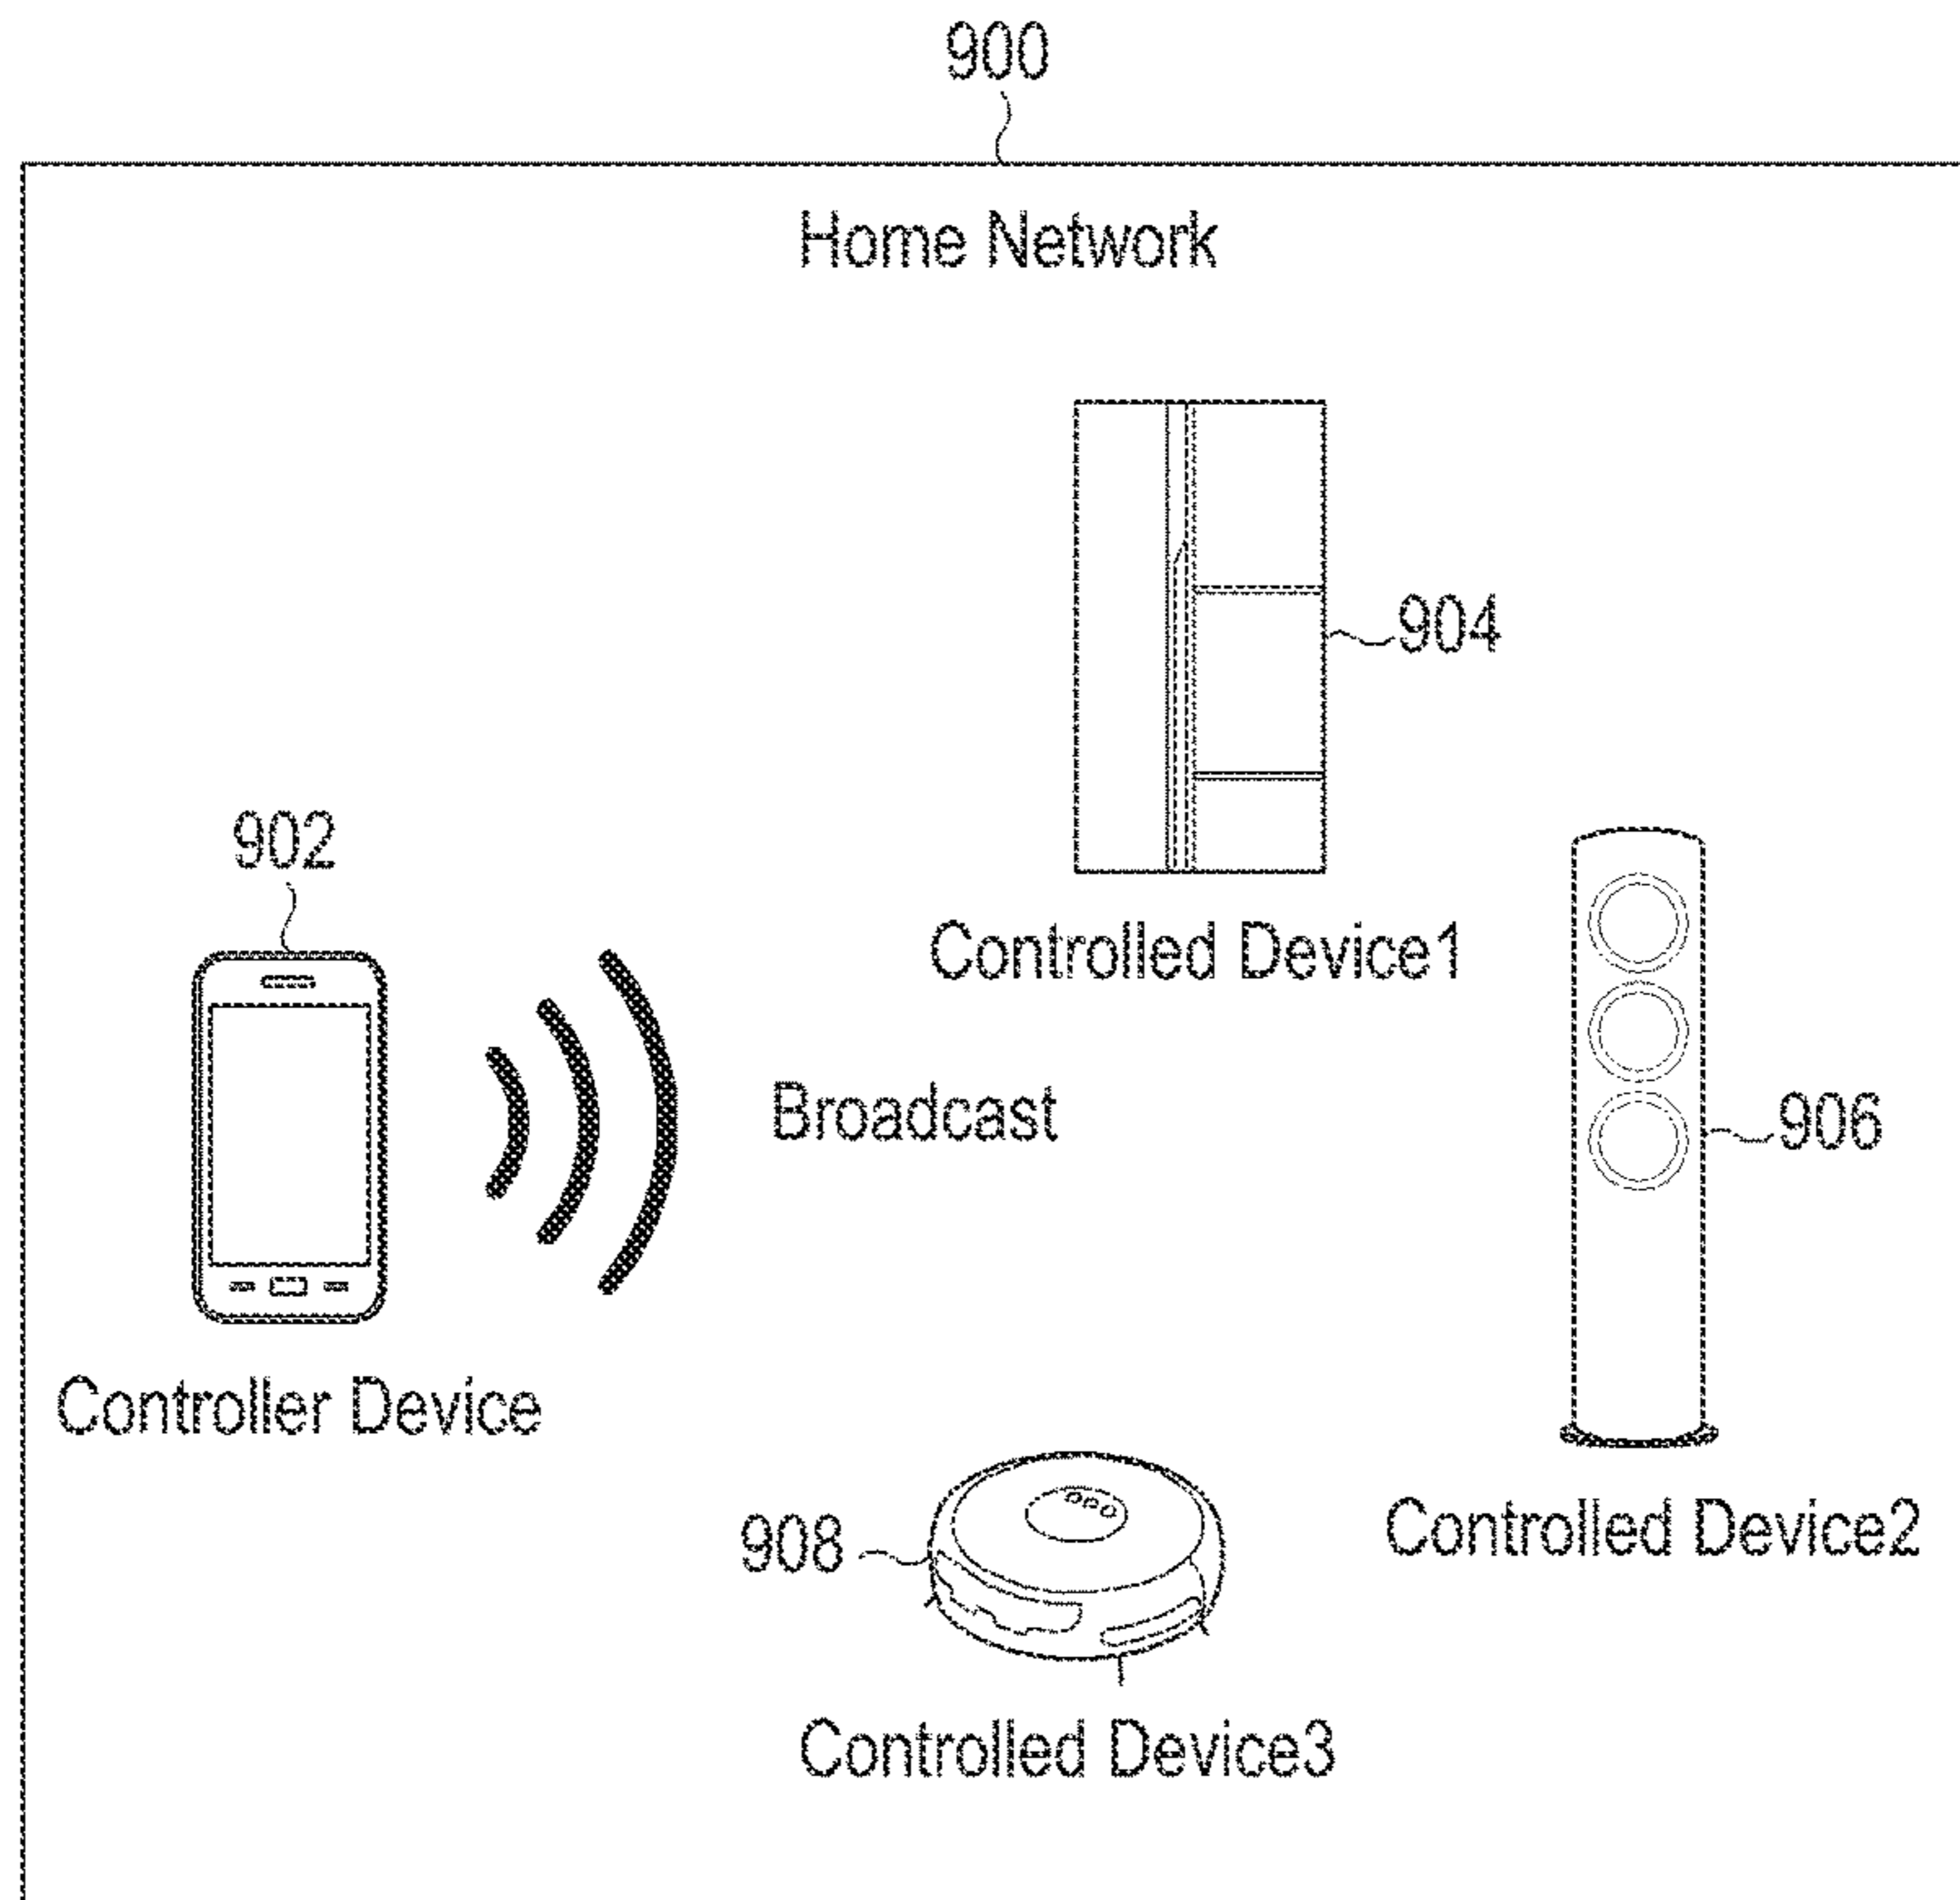 900
Home Network
904
902
Controlled Device1
Broadcast
906
Controller Device
908
Controlled Device2
Controlled Device3